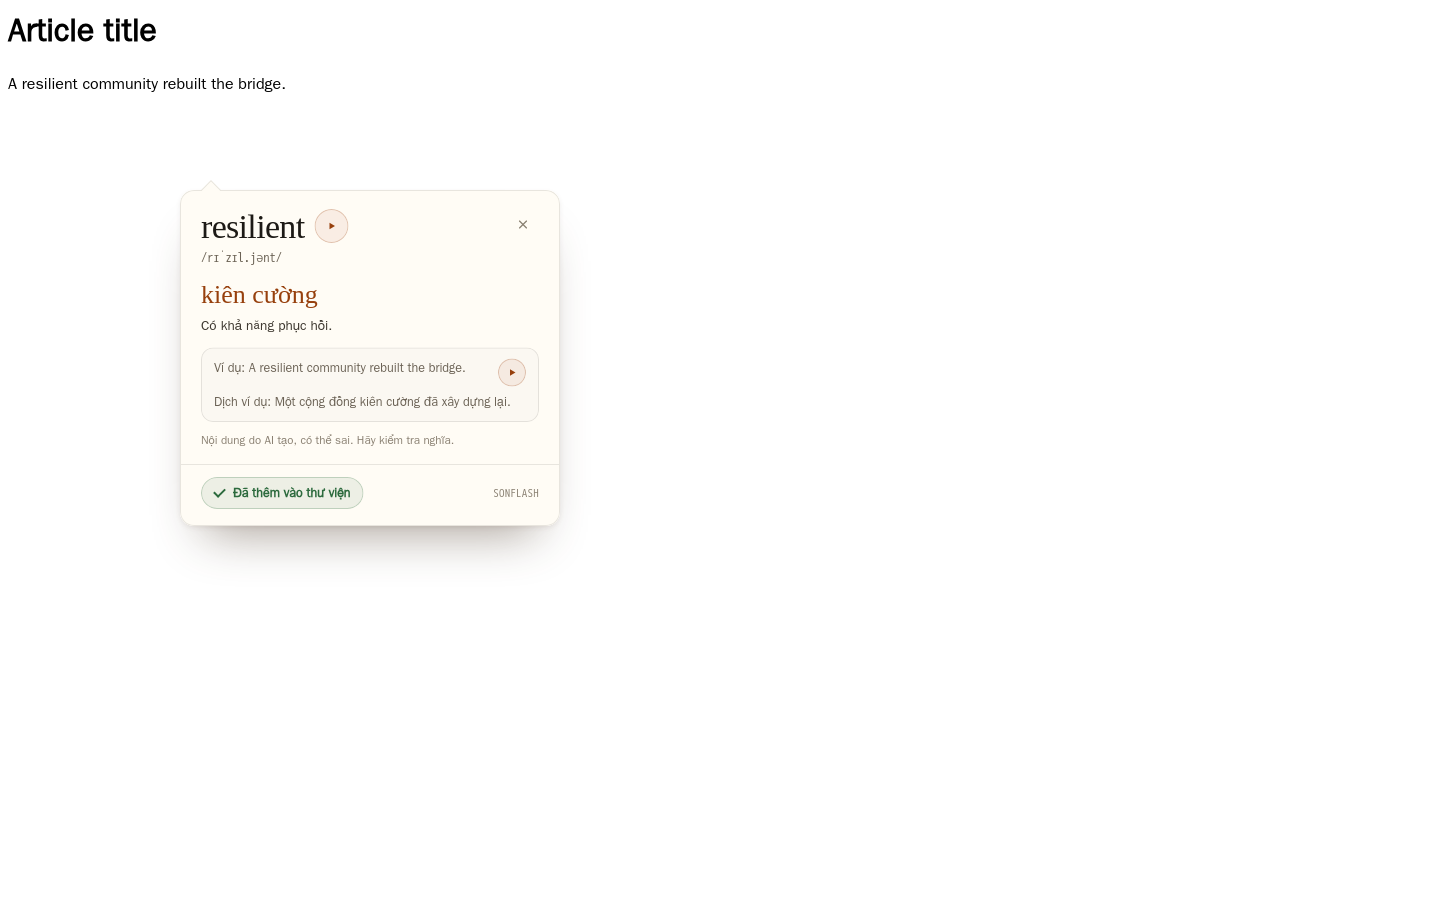 Article title
A resilient community rebuilt the bridge.
resilient
/rɪˈzɪl.jənt/
kiên cường
Có khả năng phục hồi.
Ví dụ: A resilient community rebuilt the bridge.
Dịch ví dụ: Một cộng đồng kiên cường đã xây dựng lại.
Nội dung do AI tạo, có thể sai. Hãy kiểm tra nghĩa.
Đã thêm vào thư viện
SONFLASH